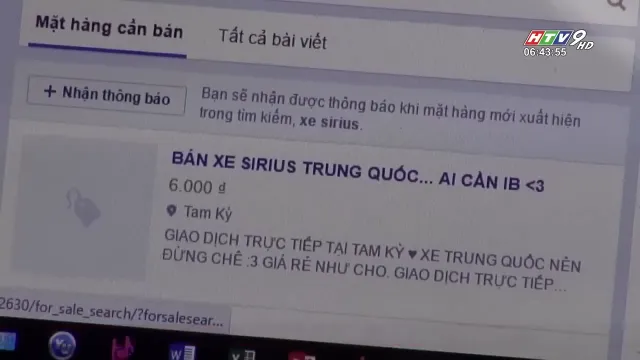 Mặt hàng cần bán
Tất cả bài viết
HTV9 HD
06:43:55
+ Nhận thông báo
Bạn sẽ nhận được thông báo khi mặt hàng mới xuất hiện
trong tìm kiếm, xe sirius.
BÁN XE SIRIUS TRUNG QUỐC... AI CẦN IB <3
6.000 ₫
Tam Kỳ
GIAO DỊCH TRỰC TIẾP TẠI TAM KỲ ♥ XE TRUNG QUỐC NÊN
ĐỪNG CHÊ :3 GIÁ RẺ NHƯ CHO. GIAO DỊCH TRỰC TIẾP...
2630/for_sale_search/?forsalesear...